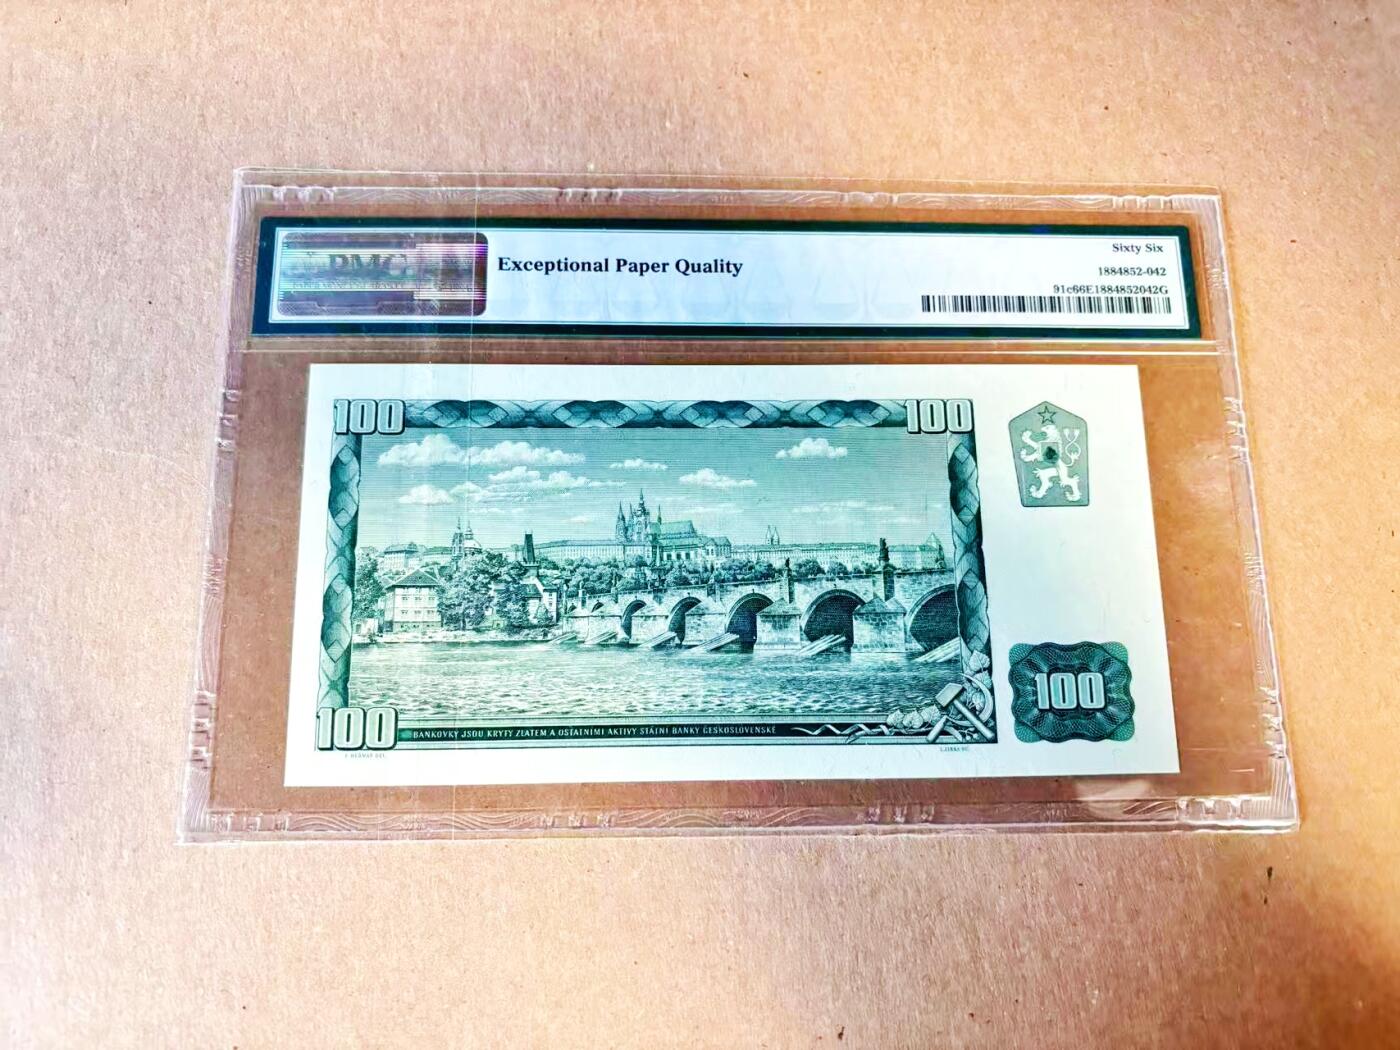 PMG
Exceptional Paper Quality
Sixty Six
1884852-042
91c66E1884852042G
100
100
100
BANKOVKY JSOU KRYTY ZLATEM A OSTATNÍMI AKTIVY STÁTNÍ BANKY ČESKOSLOVENSKÉ
100